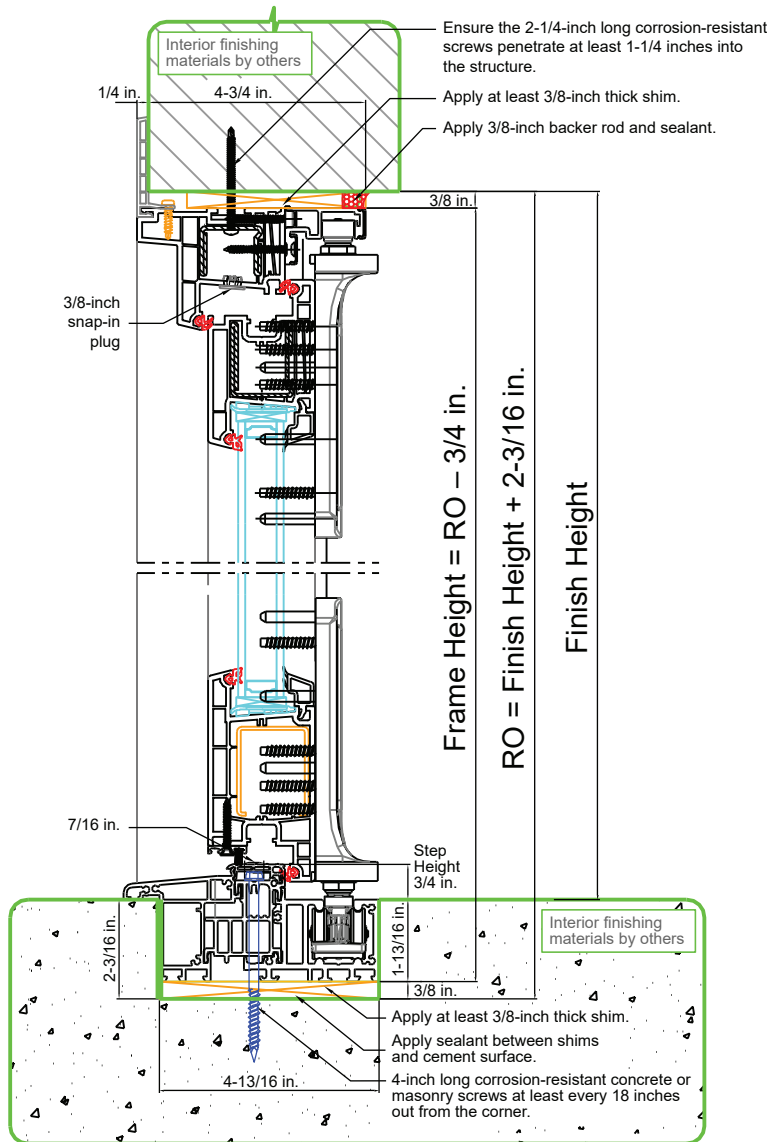 Interior finishing
materials by others
Ensure the 2-1/4-inch long corrosion-resistant
screws penetrate at least 1-1/4 inches into
the structure.
1/4 in.
4-3/4 in.
Apply at least 3/8-inch thick shim.
Apply 3/8-inch backer rod and sealant.
3/8 in.
3/8-inch
snap-in
plug
Frame Height = RO – 3/4 in.
RO = Finish Height + 2-3/16 in.
Finish Height
7/16 in.
Step
Height
3/4 in.
2-3/16 in.
1-13/16 in.
Interior finishing
materials by others
3/8 in.
Apply at least 3/8-inch thick shim.
Apply sealant between shims
and cement surface.
4-13/16 in.
4-inch long corrosion-resistant concrete or
masonry screws at least every 18 inches
out from the corner.